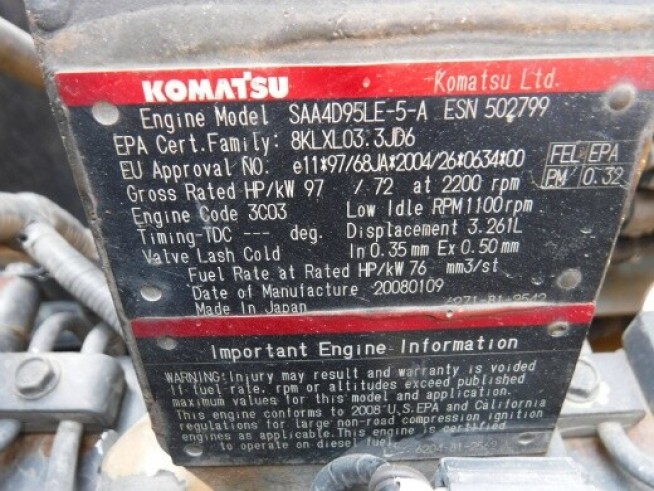 KOMATSU Komatsu Ltd.
Engine Model SAA4D95LE-5-A ESN 502799
EPA Cert.Family: 8KLXL03.3JD6
EU Approval NO. e11*97/68JA*2004/26*0634*00
FEL EPA
PM 0.32
Gross Rated HP/kW 97 / 72 at 2200 rpm
Engine Code 3C03 Low Idle RPM 1100 rpm
Timing-TDC --- deg. Displacement 3.261L
Valve Lash Cold In 0.35 mm Ex 0.50 mm
Fuel Rate at Rated HP/kW 76 mm3/st
Date of Manufacture 20080109
Made In Japan
Important Engine Information
WARNING: Injury may result and warranty is voided
if fuel rate, rpm or altitudes exceed published
maximum values for this model and application.
This engine conforms to 2008 U.S.EPA and California
regulations for large non-road compression ignition
engines as applicable. This engine is certified
to operate on diesel fuel.